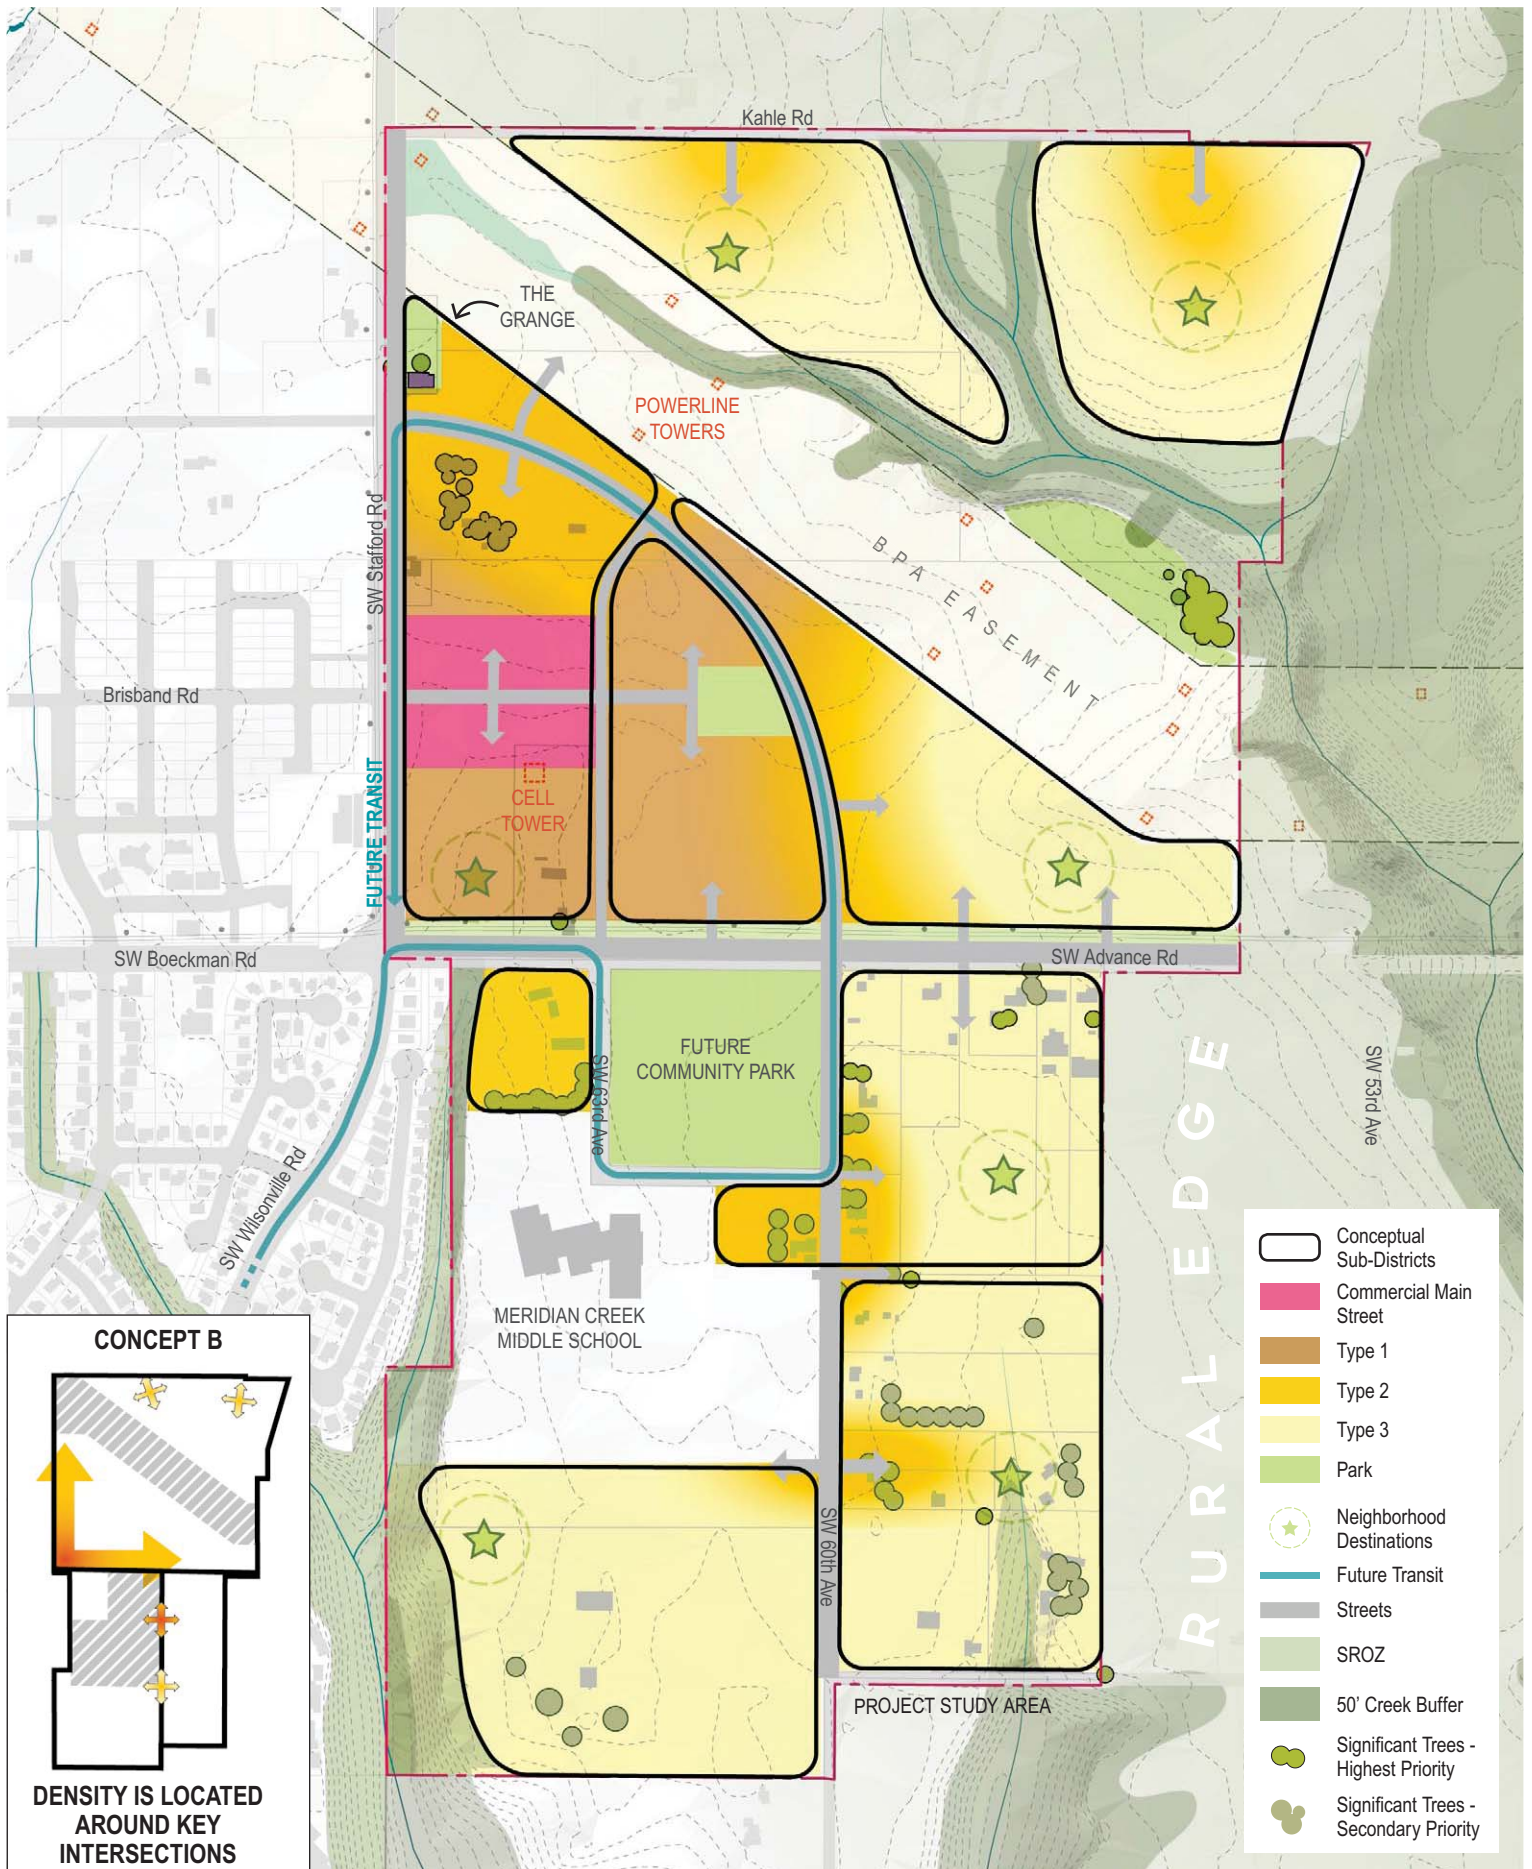 Kahle Rd
THE
GRANGE
POWERLINE
TOWERS
SW Stafford Rd
BPA EASEMENT
Brisband Rd
CELL
TOWER
FUTURE TRANSIT
SW Boeckman Rd
SW Advance Rd
FUTURE
COMMUNITY PARK
SW 63rd Ave
SW 53rd Ave
RURAL EDGE
SW Wilsonville Rd
MERIDIAN CREEK
MIDDLE SCHOOL
SW 60th Ave
PROJECT STUDY AREA
CONCEPT B
DENSITY IS LOCATED
AROUND KEY
INTERSECTIONS
Conceptual
Sub-Districts
Commercial Main
Street
Type 1
Type 2
Type 3
Park
Neighborhood
Destinations
Future Transit
Streets
SROZ
50' Creek Buffer
Significant Trees -
Highest Priority
Significant Trees -
Secondary Priority